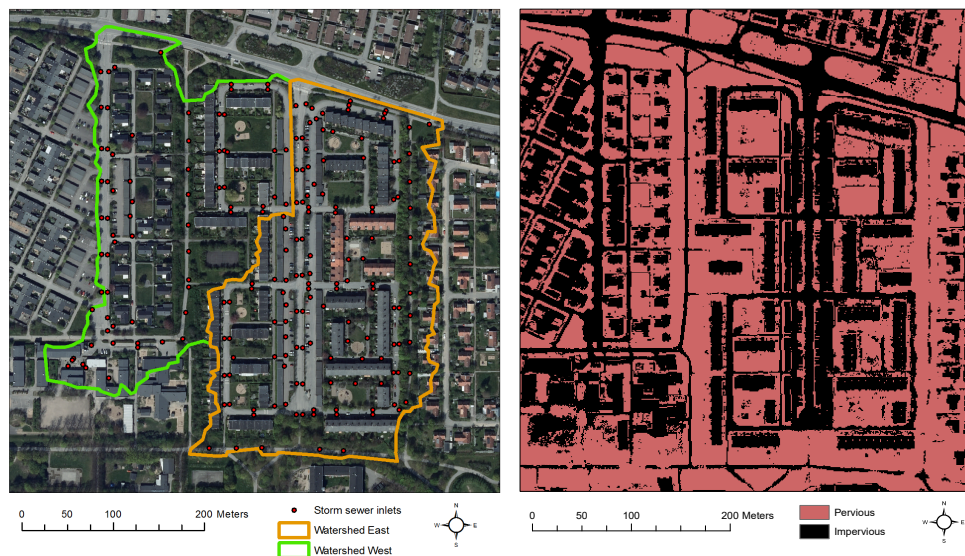 Storm sewer inlets
0 50 100 200 Meters
Watershed East
Watershed West
N
W E
S
0 50 100 200 Meters
Pervious
Impervious
N
W E
S